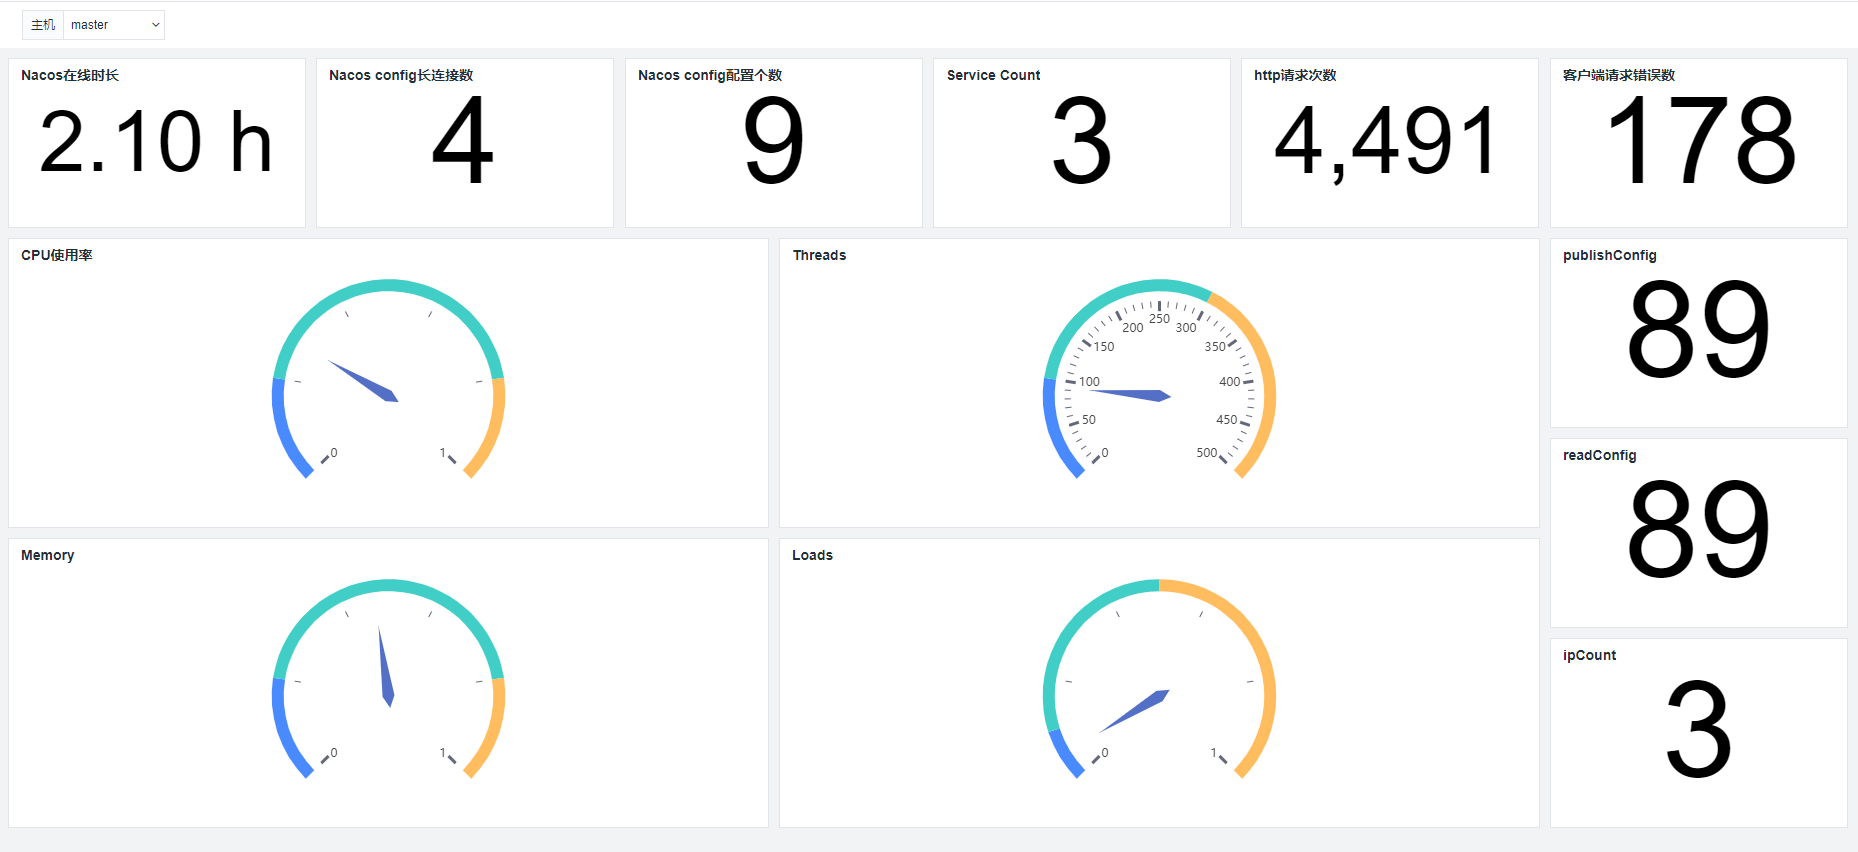 主机 master
Nacos在线时长
2.10 h
Nacos config长连接数
4
Nacos config配置个数
9
Service Count
3
http请求次数
4,491
客户端请求错误数
178
CPU使用率
0
1
Threads
0
50
100
150
200
250
300
350
400
450
500
publishConfig
89
readConfig
89
Memory
0
1
Loads
0
1
ipCount
3